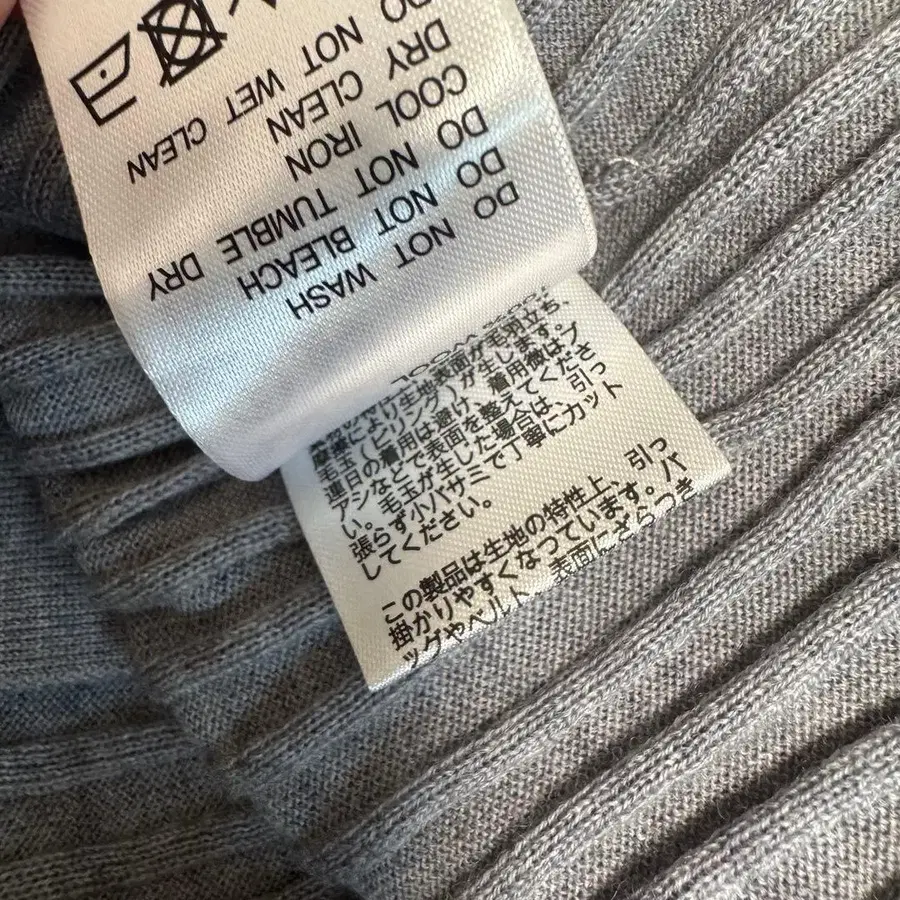 DO NOT WASH
DO NOT BLEACH
DO NOT TUMBLE DRY
COOL IRON
DRY CLEAN
DO NOT WET CLEAN
摩擦により生地表面が毛羽立ち、
毛玉(ピリング)が生じます。
連日の着用は避け、着用後はブ
ラシなどで表面を整えてくださ
い。毛玉が生じた場合は、引っ
張らず小バサミで丁寧にカット
してください。
この製品は生地の特性上、引っ
掛かりやすくなっています。バ
ッグやベルト、表面にざらつき